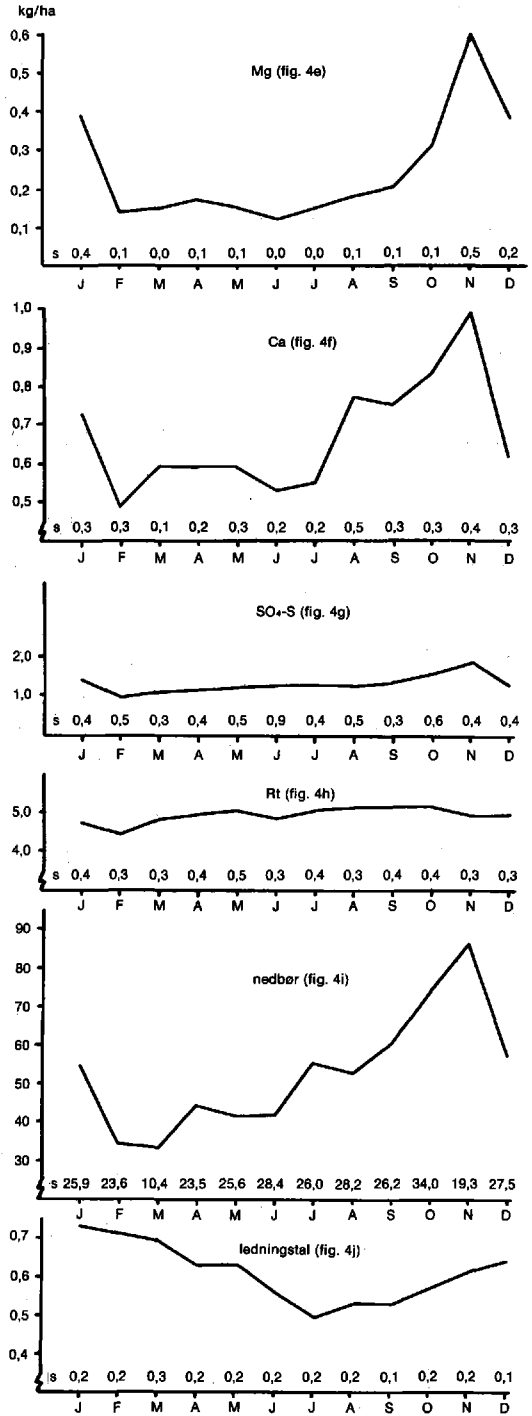 kg/ha
0,6
Mg (fig. 4e)
0,5
0,4
0,3
0,2
0,1
s 0,4 0,1 0,0 0,1 0,1 0,0 0,0 0,1 0,1 0,1 0,5 0,2
J F M A M J J A S O N D
1,0
Ca (fig. 4f)
0,9
0,8
0,7
0,6
0,5
s 0,3 0,3 0,1 0,2 0,3 0,2 0,2 0,5 0,3 0,3 0,4 0,3
J F M A M J J A S O N D
SO₄-S (fig. 4g)
2,0
1,0
s 0,4 0,5 0,3 0,4 0,5 0,9 0,4 0,5 0,3 0,6 0,4 0,4
J F M A M J J A S O N D
Rt (fig. 4h)
5,0
4,0
s 0,4 0,3 0,3 0,4 0,5 0,3 0,4 0,3 0,4 0,4 0,3 0,3
J F M A M J J A S O N D
90
80
nedbør (fig. 4i)
70
60
50
40
30
s 25,9 23,6 10,4 23,5 25,6 28,4 26,0 28,2 26,2 34,0 19,3 27,5
J F M A M J J A S O N D
0,7
ledningstal (fig. 4j)
0,6
0,5
0,4
s 0,2 0,2 0,3 0,2 0,2 0,2 0,2 0,2 0,1 0,2 0,2 0,1
J F M A M J J A S O N D